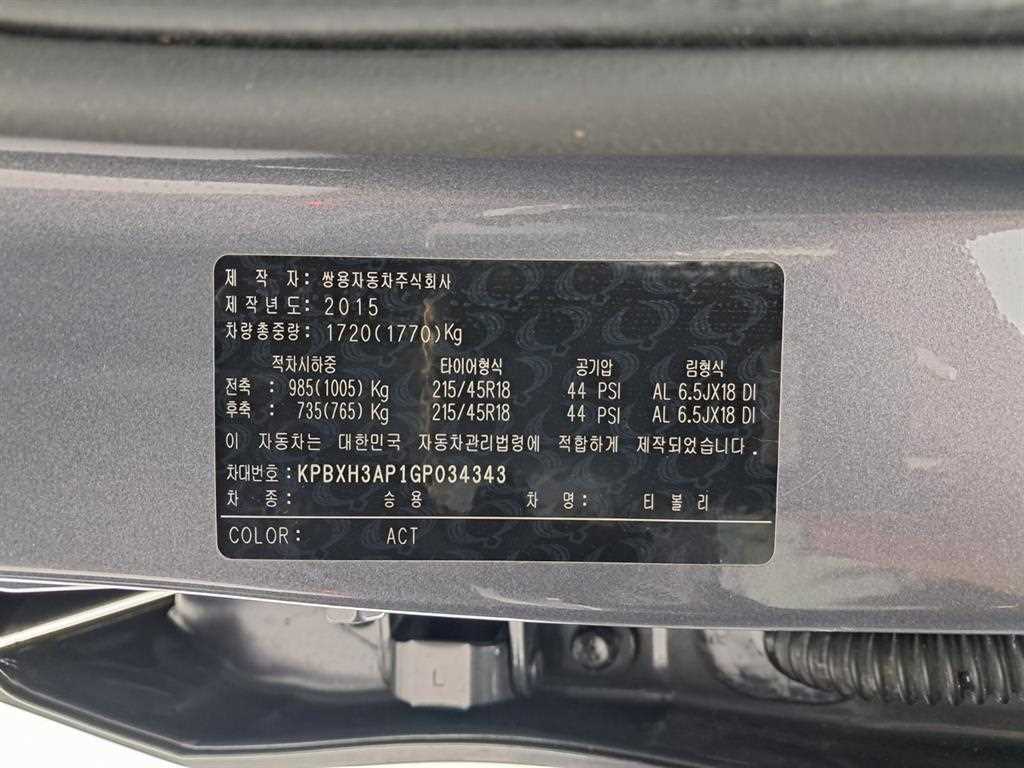 제 작 자: 쌍용자동차주식회사
제작년도: 2015
차량총중량: 1720(1770)Kg
적차시하중 타이어형식 공기압 림형식
전축 : 985(1005) Kg 215/45R18 44 PSI AL 6.5JX18 DI
후축 : 735(765) Kg 215/45R18 44 PSI AL 6.5JX18 DI
이 자동차는 대한민국 자동차관리법령에 적합하게 제작되었습니다.
차대번호:KPBXH3AP1GP034343
차 종: 승용 차 명: 티볼리
COLOR: ACT
L